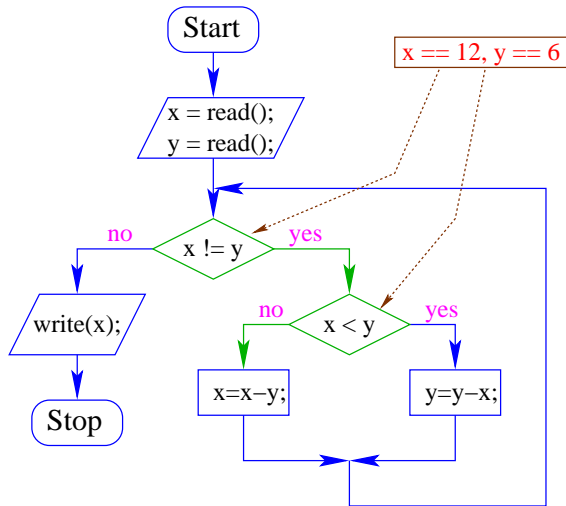 Start
x == 12, y == 6
x = read();
y = read();
no
x != y
yes
write(x);
no
x < y
yes
x=x−y;
y=y−x;
Stop